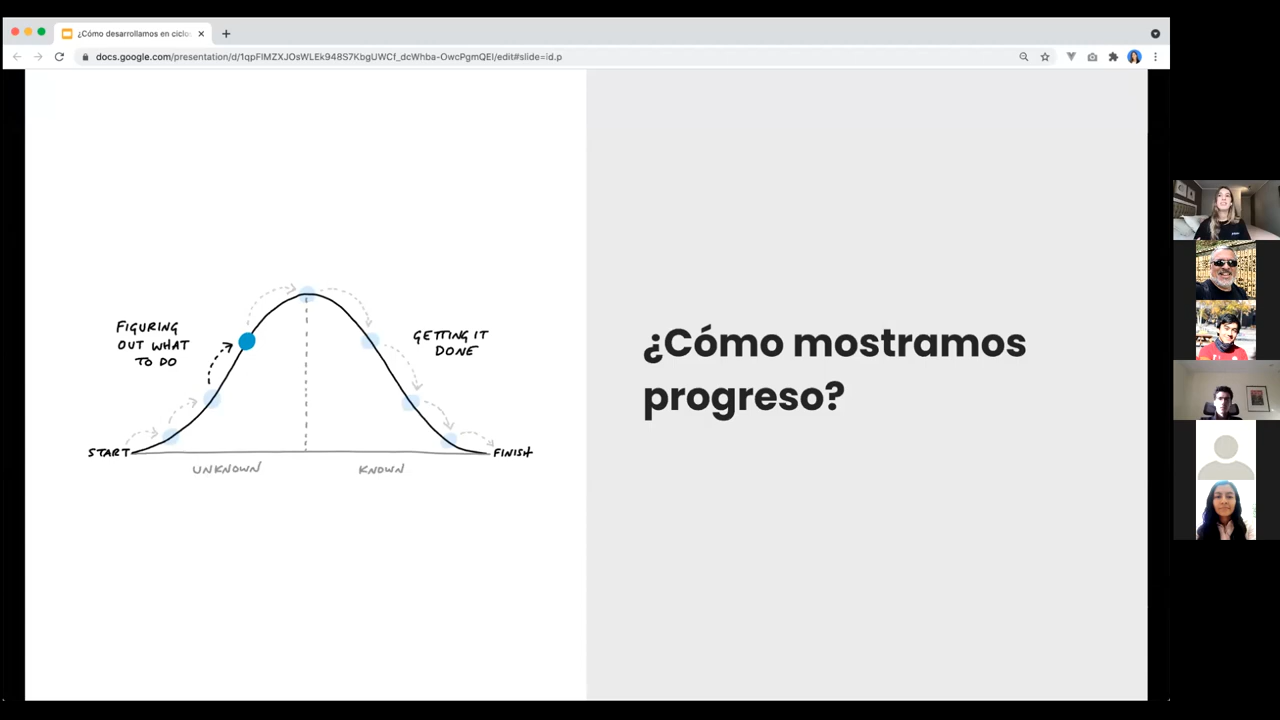 ¿Cómo desarrollamos en ciclo
docs.google.com/presentation/d/1qpFlMZXJOsWLEk948S7KbgUWCf_dcWhba-OwcPgmQEI/edit#slide=id.p
FIGURING
OUT WHAT
TO DO
GETTING IT
DONE
START
FINISH
UNKNOWN
KNOWN
¿Cómo mostramos
progreso?